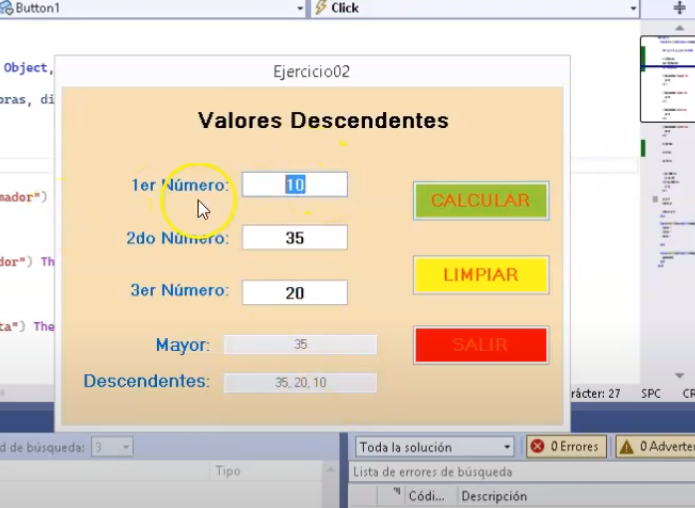 Button1
Click
Object,
oras, di
Ejercicio02
Valores Descendentes
mador")
1er Número: 10
CALCULAR
2do Número: 35
dor") Th
LIMPIAR
3er Número: 20
ta") The
Mayor: 35
SALIR
Descendentes: 35, 20, 10
rácter: 27 SPC CR
d de búsqueda: 3
Toda la solución
0 Errores
0 Adverte
Tipo
Lista de errores de búsqueda
Códi...
Descripción